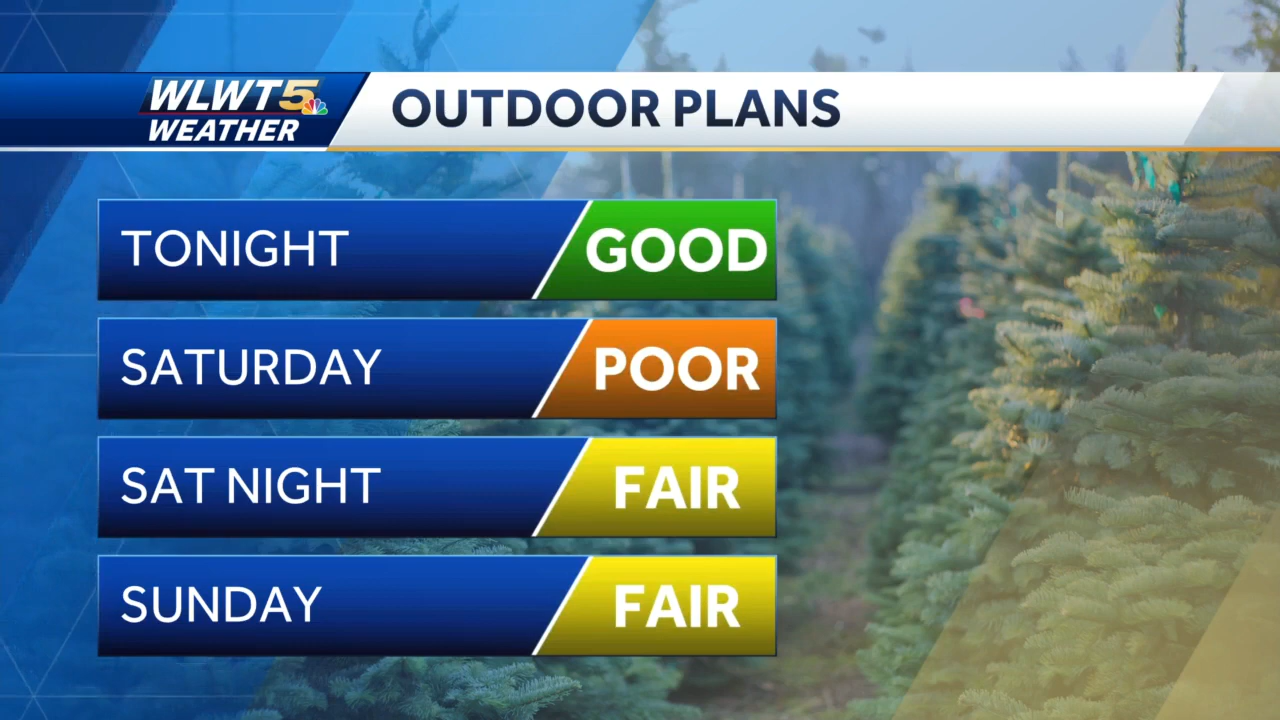 WLWT5
WEATHER
OUTDOOR PLANS
TONIGHT GOOD
SATURDAY POOR
SAT NIGHT FAIR
SUNDAY FAIR